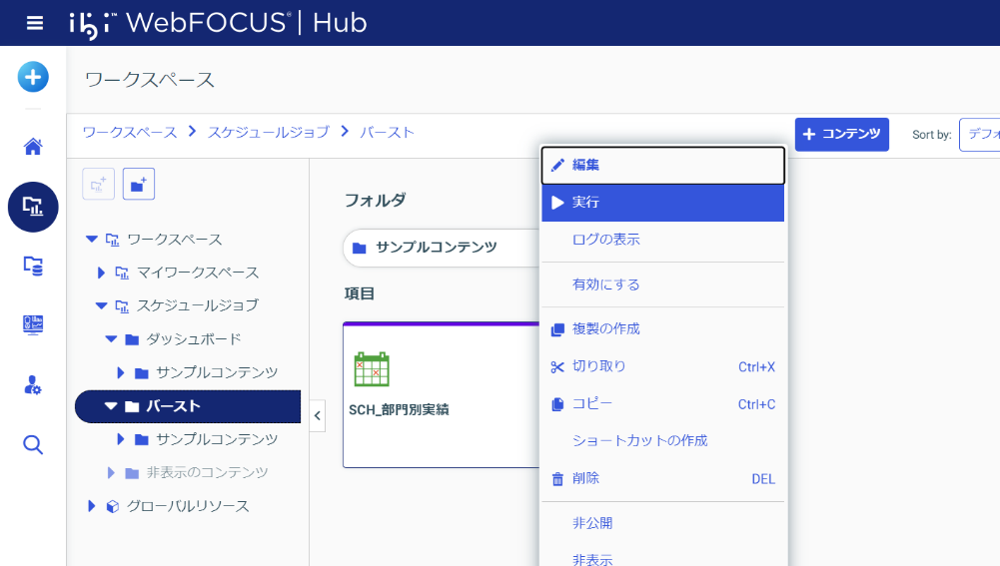 ibi™ WebFOCUS® | Hub
ワークスペース
ワークスペース > スケジュールジョブ > バースト
+ コンテンツ
Sort by:
デフォ
ワークスペース
マイワークスペース
スケジュールジョブ
ダッシュボード
サンプルコンテンツ
バースト
サンプルコンテンツ
非表示のコンテンツ
グローバルリソース
フォルダ
サンプルコンテンツ
項目
SCH_部門別実績
編集
実行
ログの表示
有効にする
複製の作成
切り取り Ctrl+X
コピー Ctrl+C
ショートカットの作成
削除 DEL
非公開
非表示